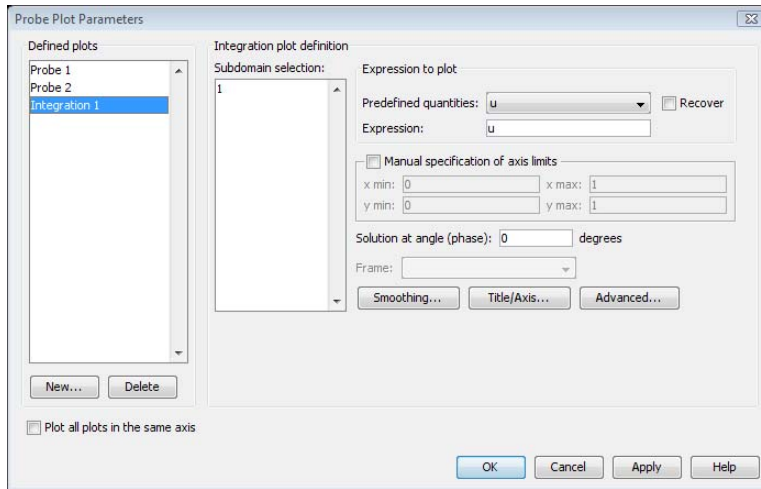 Probe Plot Parameters
Defined plots
Probe 1
Probe 2
Integration 1
New...
Delete
Plot all plots in the same axis
Integration plot definition
Subdomain selection:
1
Expression to plot
Predefined quantities: u Recover
Expression: u
Manual specification of axis limits
x min: 0 x max: 1
y min: 0 y max: 1
Solution at angle (phase): 0 degrees
Frame:
Smoothing... Title/Axis... Advanced...
OK Cancel Apply Help